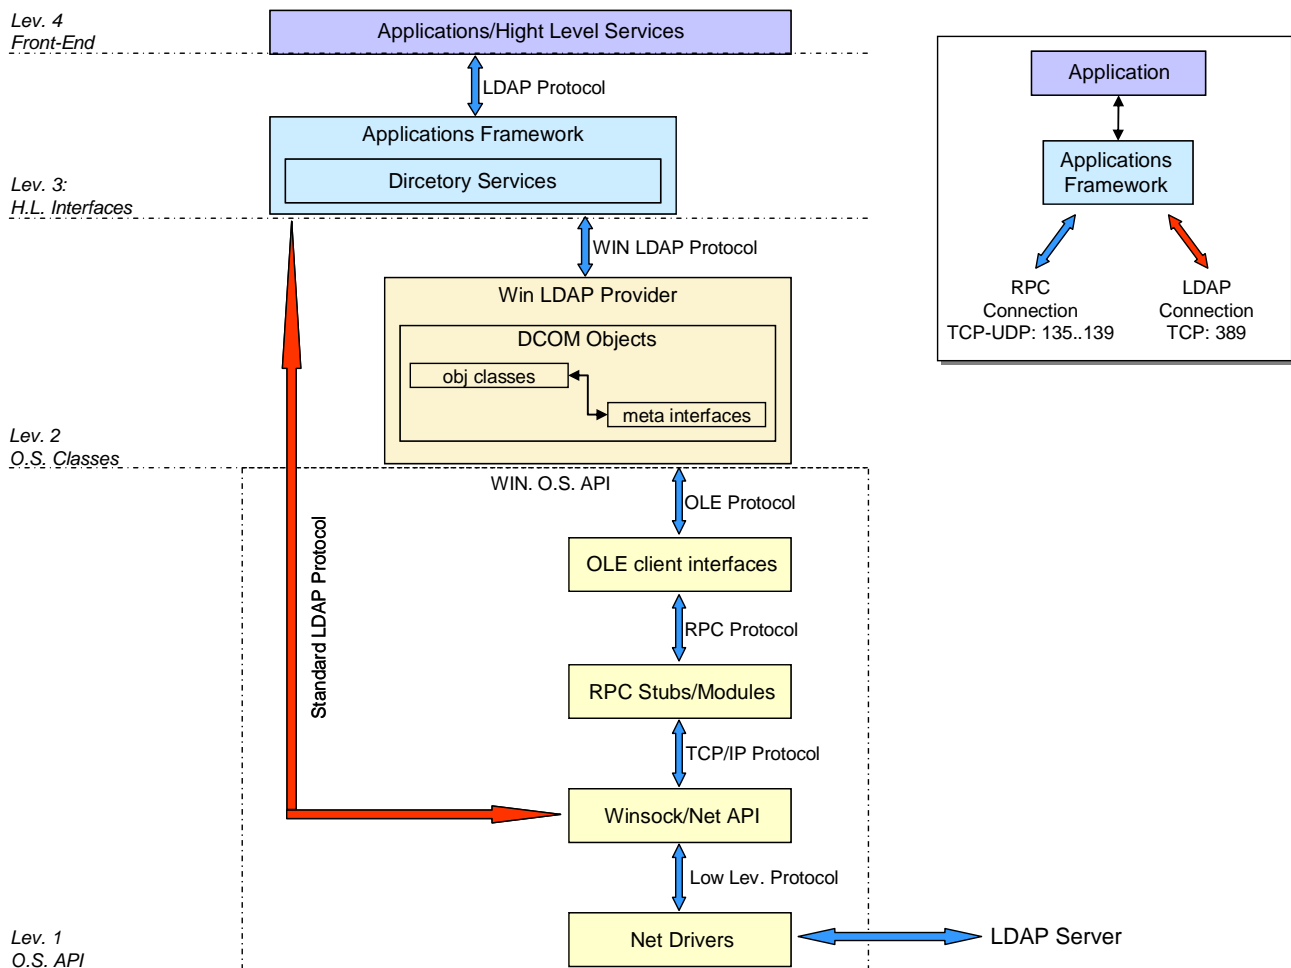 Lev. 4
Front-End
Applications/Hight Level Services
LDAP Protocol
Applications Framework
Dircetory Services
Lev. 3:
H.L. Interfaces
WIN LDAP Protocol
Win LDAP Provider
DCOM Objects
obj classes
meta interfaces
Lev. 2
O.S. Classes
WIN. O.S. API
OLE Protocol
OLE client interfaces
Standard LDAP Protocol
RPC Protocol
RPC Stubs/Modules
TCP/IP Protocol
Winsock/Net API
Low Lev. Protocol
Net Drivers
LDAP Server
Lev. 1
O.S. API
Application
Applications
Framework
RPC
Connection
TCP-UDP: 135..139
LDAP
Connection
TCP: 389